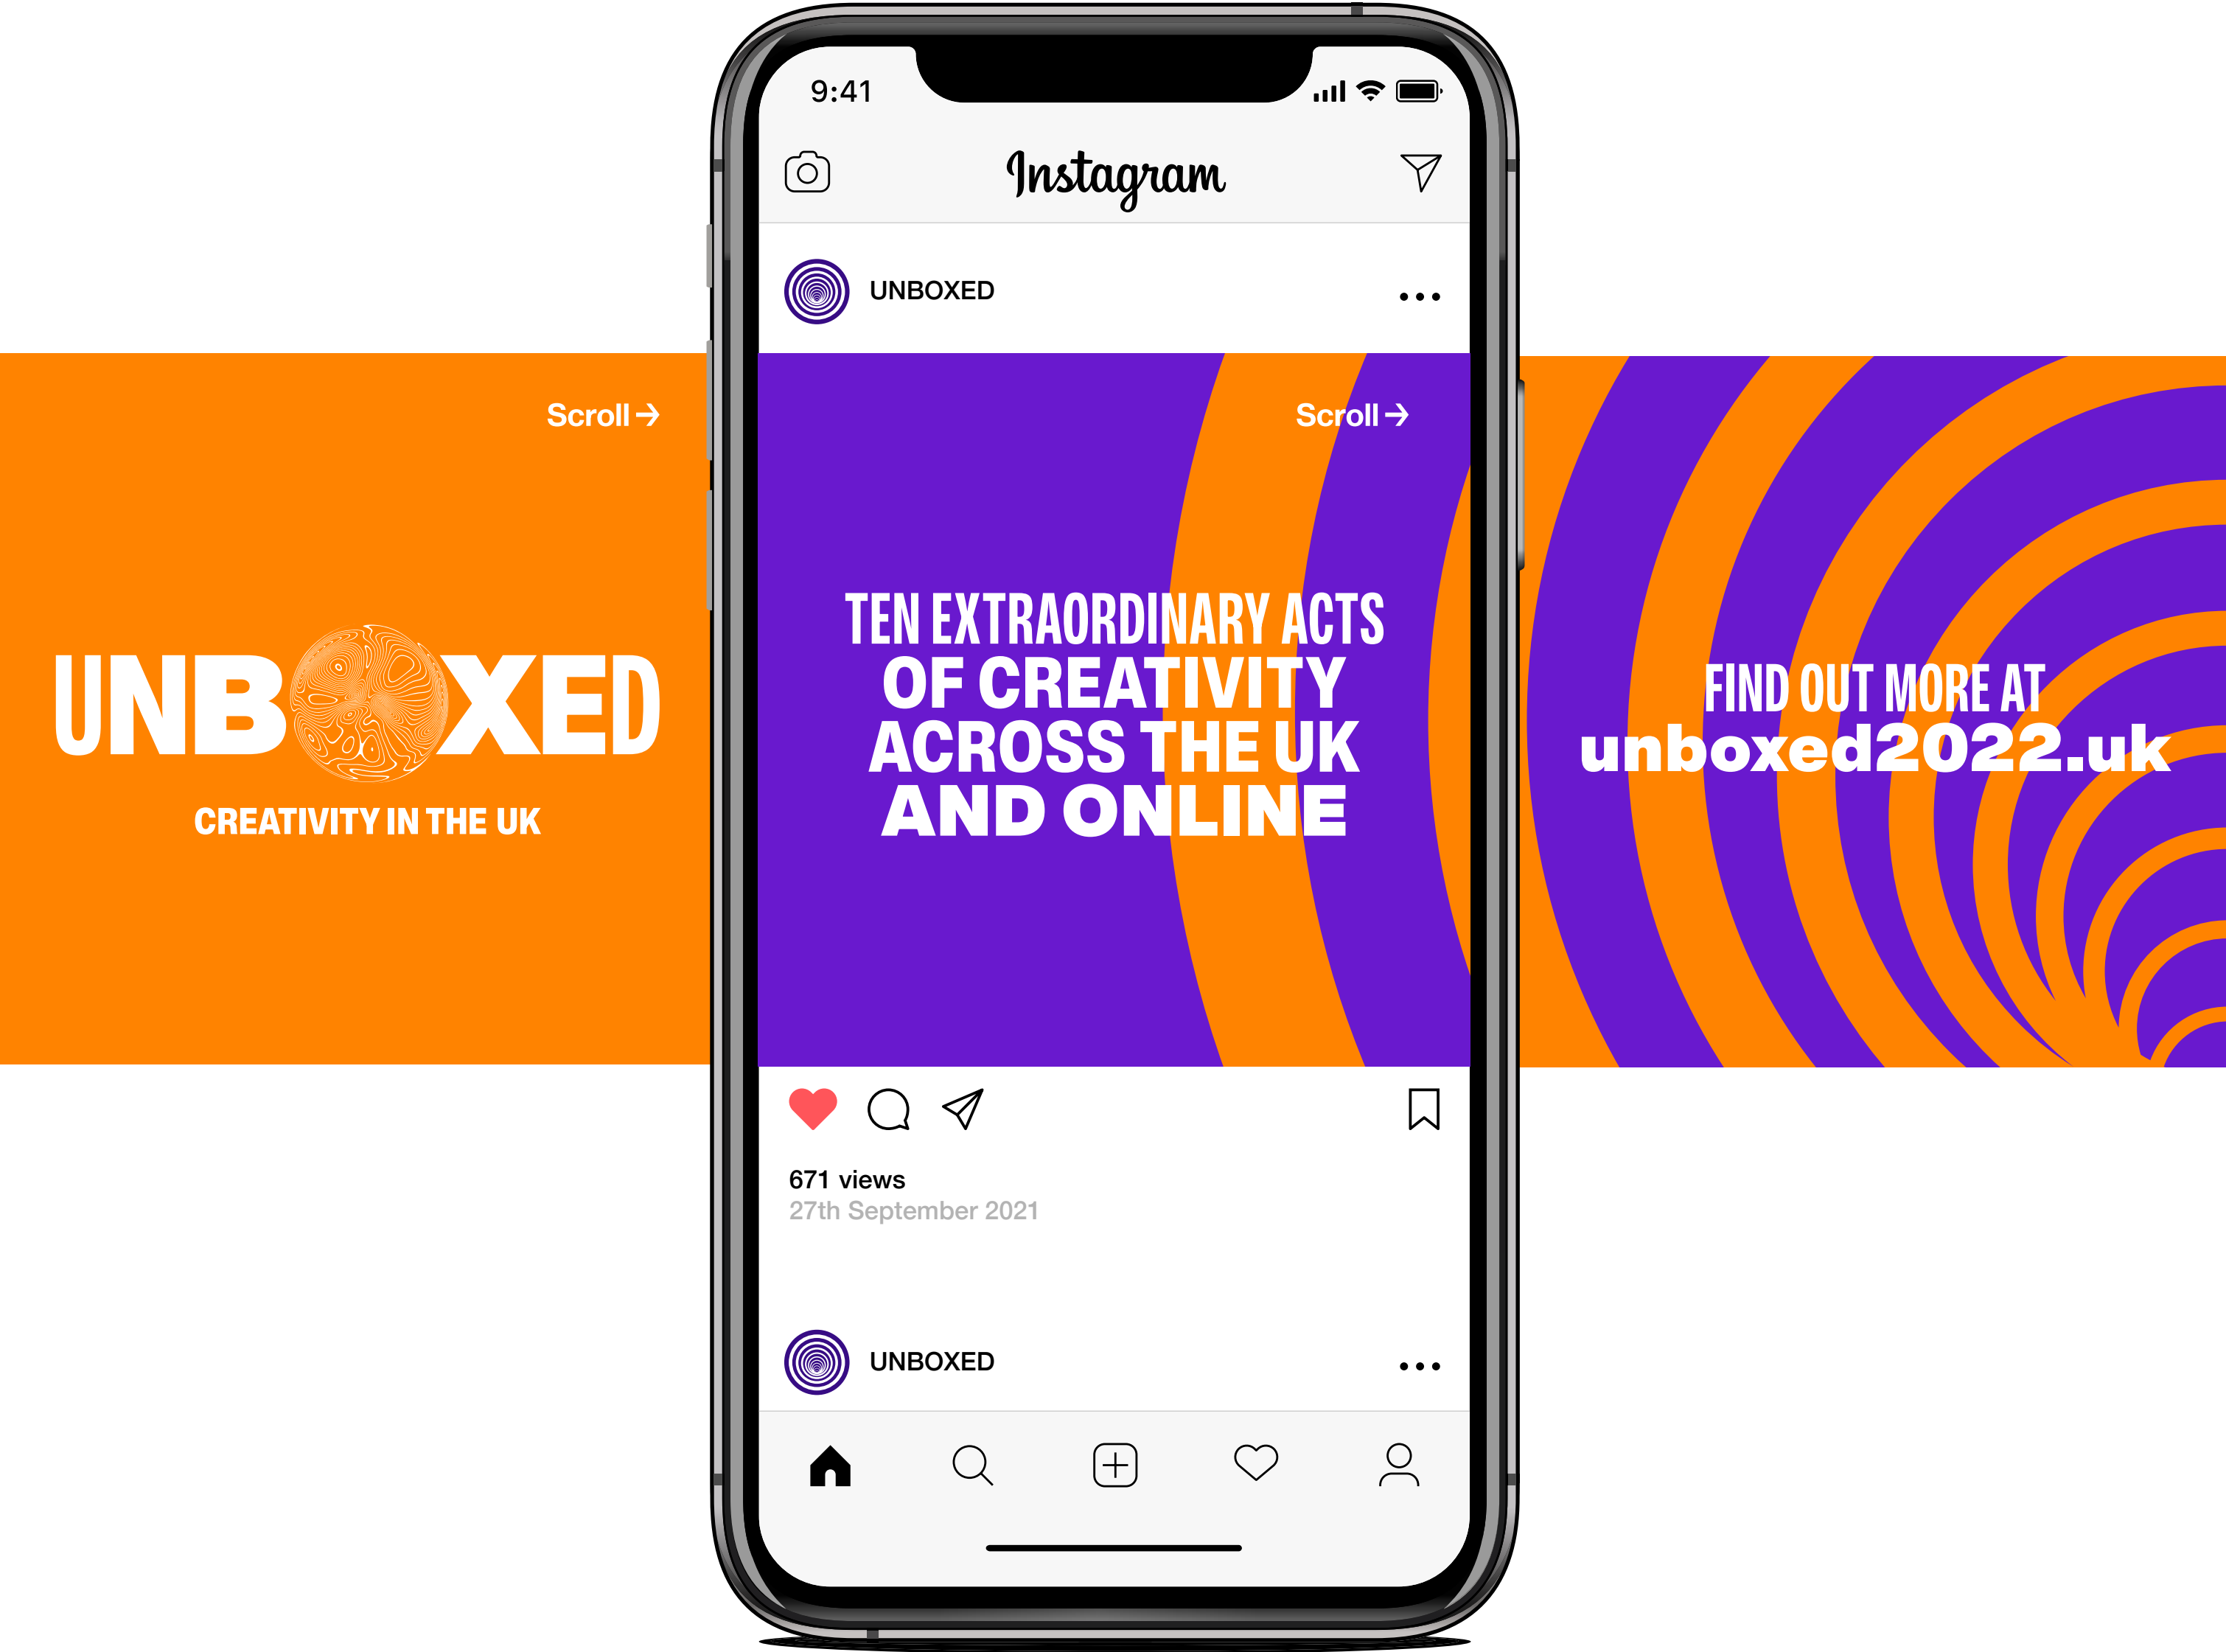 9:41
Instagram
UNBOXED
Scroll →
UNBOXED
CREATIVITY IN THE UK
Scroll →
TEN EXTRAORDINARY ACTS
OF CREATIVITY
ACROSS THE UK
AND ONLINE
FIND OUT MORE AT
unboxed2022.uk
671 views
27th September 2021
UNBOXED